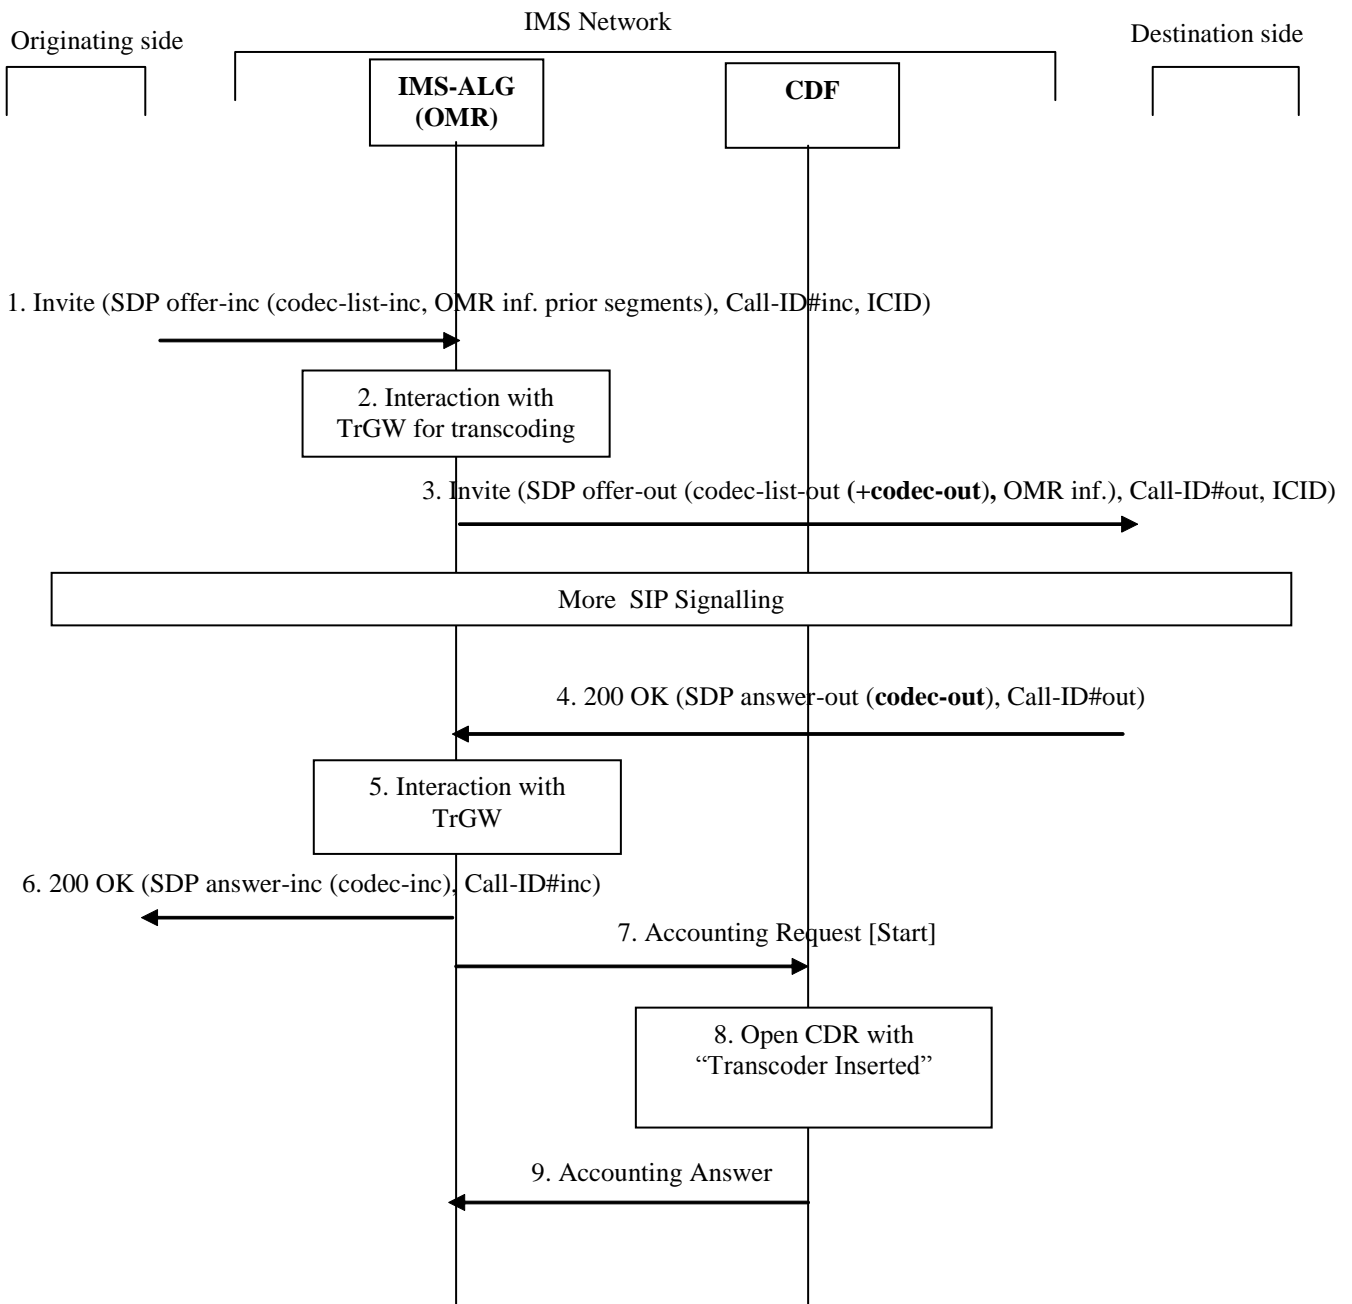 IMS Network
Originating side
Destination side
IMS-ALG
(OMR)
CDF
1. Invite (SDP offer-inc (codec-list-inc, OMR inf. prior segments), Call-ID#inc, ICID)
2. Interaction with
TrGW for transcoding
3. Invite (SDP offer-out (codec-list-out (+codec-out), OMR inf.), Call-ID#out, ICID)
More SIP Signalling
4. 200 OK (SDP answer-out (codec-out), Call-ID#out)
5. Interaction with
TrGW
6. 200 OK (SDP answer-inc (codec-inc), Call-ID#inc)
7. Accounting Request [Start]
8. Open CDR with
“Transcoder Inserted”
9. Accounting Answer